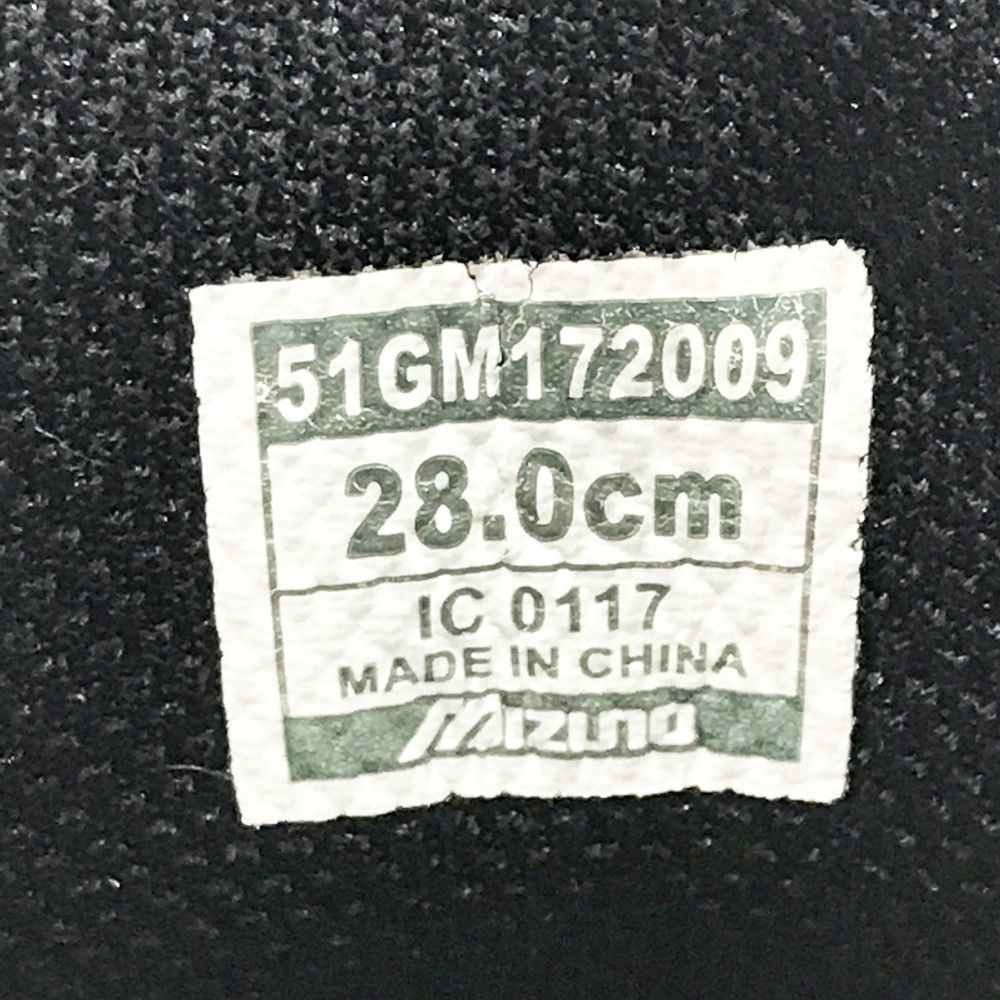 51GM172009
28.0cm
IC 0117
MADE IN CHINA
Mizuno